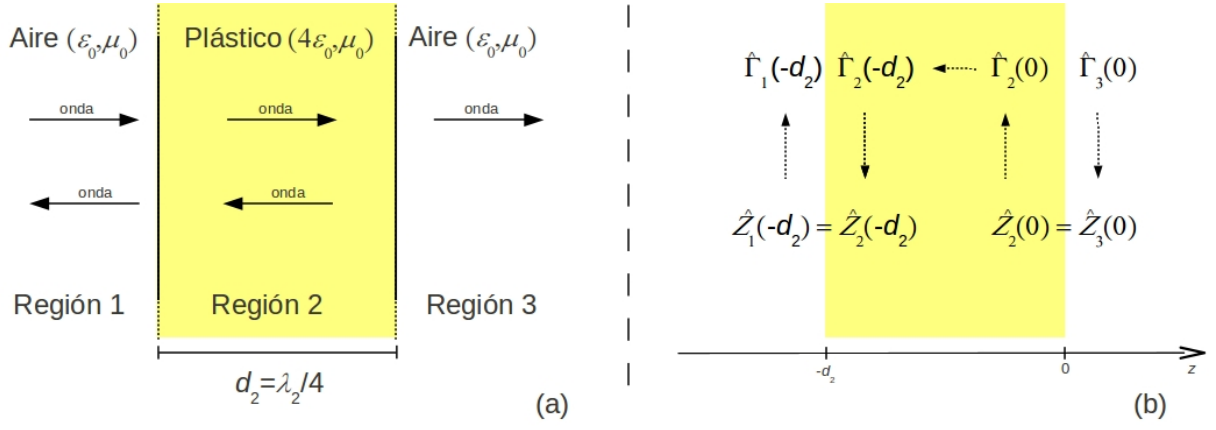 Aire (ε₀,μ₀) Plástico (4ε₀,μ₀) Aire (ε₀,μ₀)
onda onda onda
onda onda
Región 1 Región 2 Región 3
d₂=λ₂/4
(a)
Γ̂₁(-d₂) Γ̂₂(-d₂) Γ̂₂(0) Γ̂₃(0)
Ẑ₁(-d₂) = Ẑ₂(-d₂) Ẑ₂(0) = Ẑ₃(0)
-d₂ 0 z
(b)